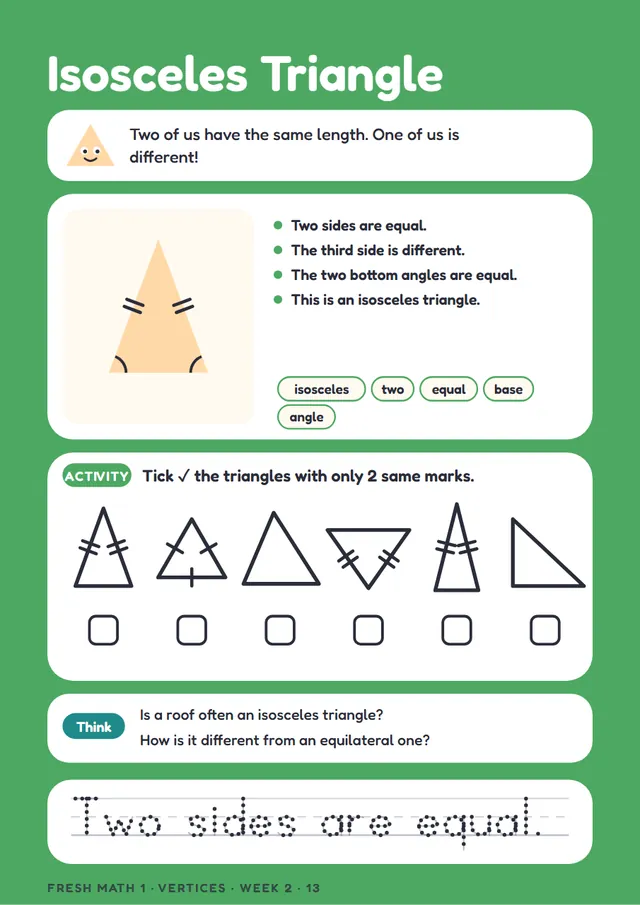 Isosceles Triangle
Two of us have the same length. One of us is
different!
Two sides are equal.
The third side is different.
The two bottom angles are equal.
This is an isosceles triangle.
isosceles two equal base
angle
ACTIVITY Tick ✓ the triangles with only 2 same marks.
Think
Is a roof often an isosceles triangle?
How is it different from an equilateral one?
Two sides are equal.
FRESH MATH 1 · VERTICES · WEEK 2 · 13